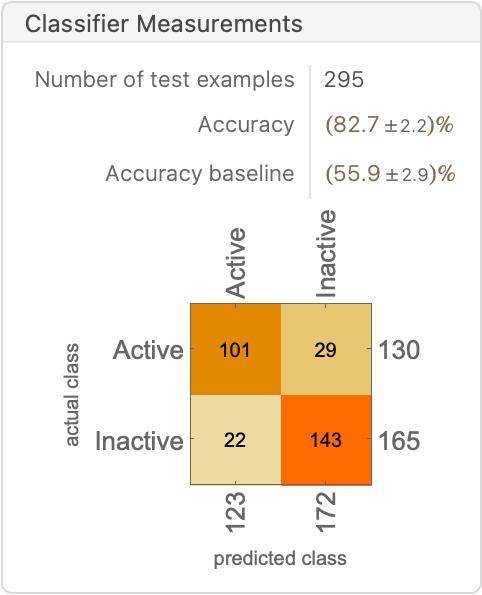 Classifier Measurements
Number of test examples 295
Accuracy (82.7 ±2.2)%
Accuracy baseline (55.9 ±2.9)%
Active Inactive
actual class
Active 101 29 130
Inactive 22 143 165
123 172
predicted class